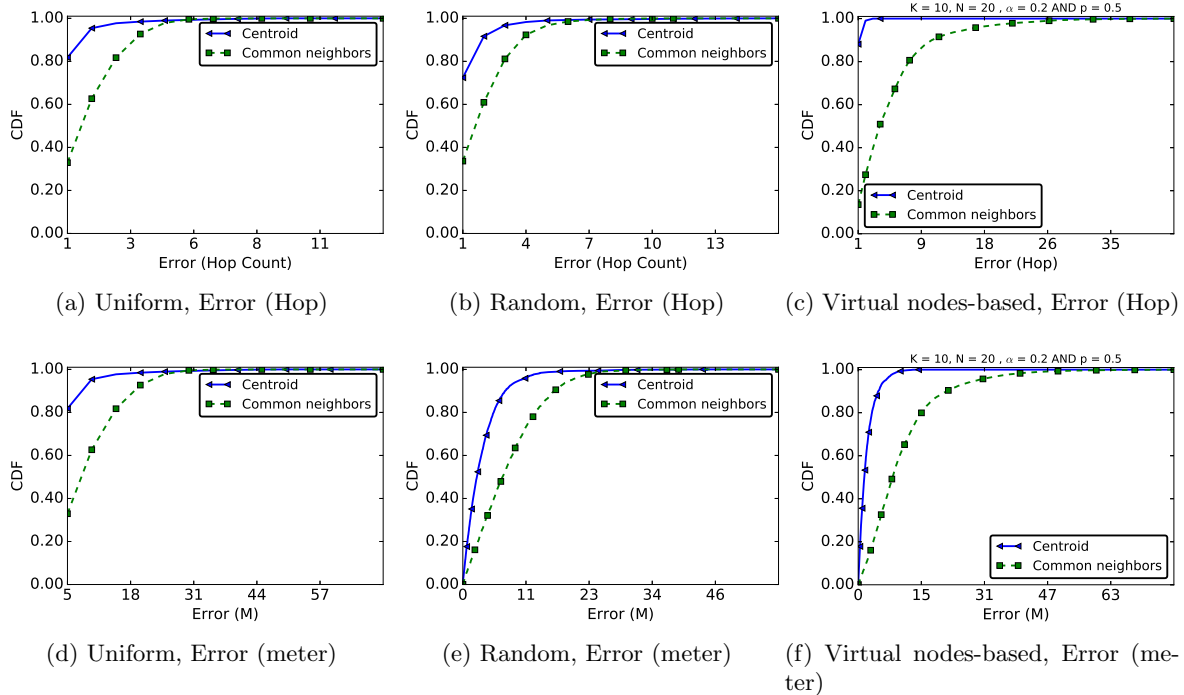 1.00
0.80
0.60
0.40
0.20
0.00
CDF
Centroid
Common neighbors
1 3 6 8 11
Error (Hop Count)
(a) Uniform, Error (Hop)
1.00
0.80
0.60
0.40
0.20
0.00
CDF
Centroid
Common neighbors
1 4 7 10 13
Error (Hop Count)
(b) Random, Error (Hop)
K = 10, N = 20 , α = 0.2 AND p = 0.5
1.00
0.80
0.60
0.40
0.20
0.00
CDF
Centroid
Common neighbors
1 9 18 26 35
Error (Hop)
(c) Virtual nodes-based, Error (Hop)
1.00
0.80
0.60
0.40
0.20
0.00
CDF
Centroid
Common neighbors
5 18 31 44 57
Error (M)
(d) Uniform, Error (meter)
1.00
0.80
0.60
0.40
0.20
0.00
CDF
Centroid
Common neighbors
0 11 23 34 46
Error (M)
(e) Random, Error (meter)
K = 10, N = 20 , α = 0.2 AND p = 0.5
1.00
0.80
0.60
0.40
0.20
0.00
CDF
Centroid
Common neighbors
0 15 31 47 63
Error (M)
(f) Virtual nodes-based, Error (me-
ter)